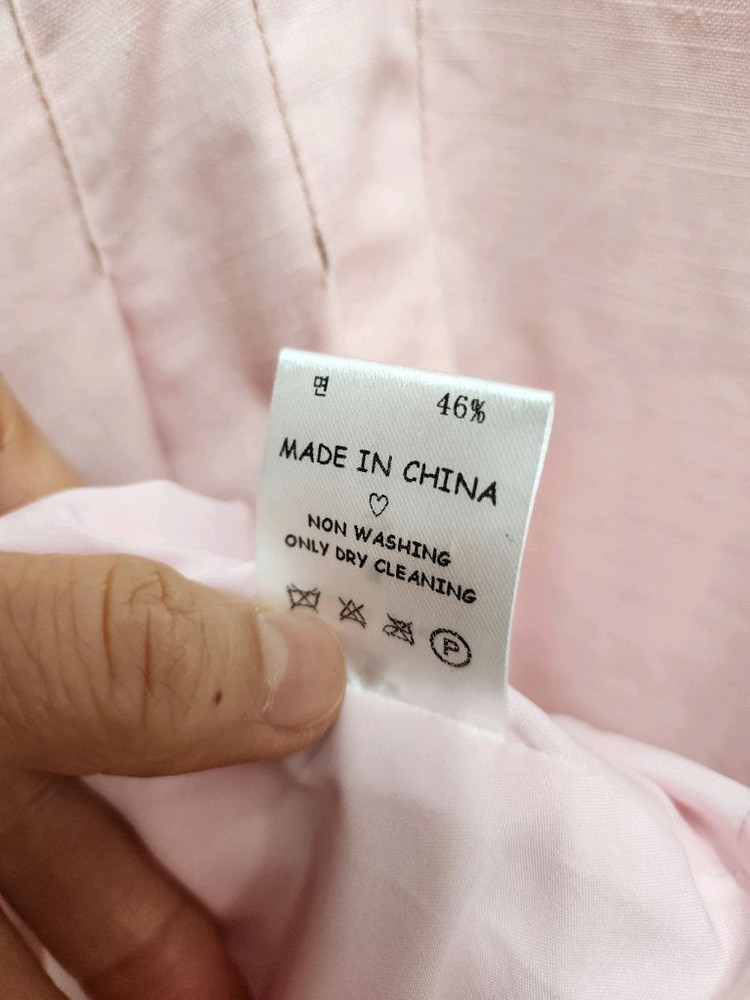 면 46%
MADE IN CHINA
♡
NON WASHING
ONLY DRY CLEANING
P